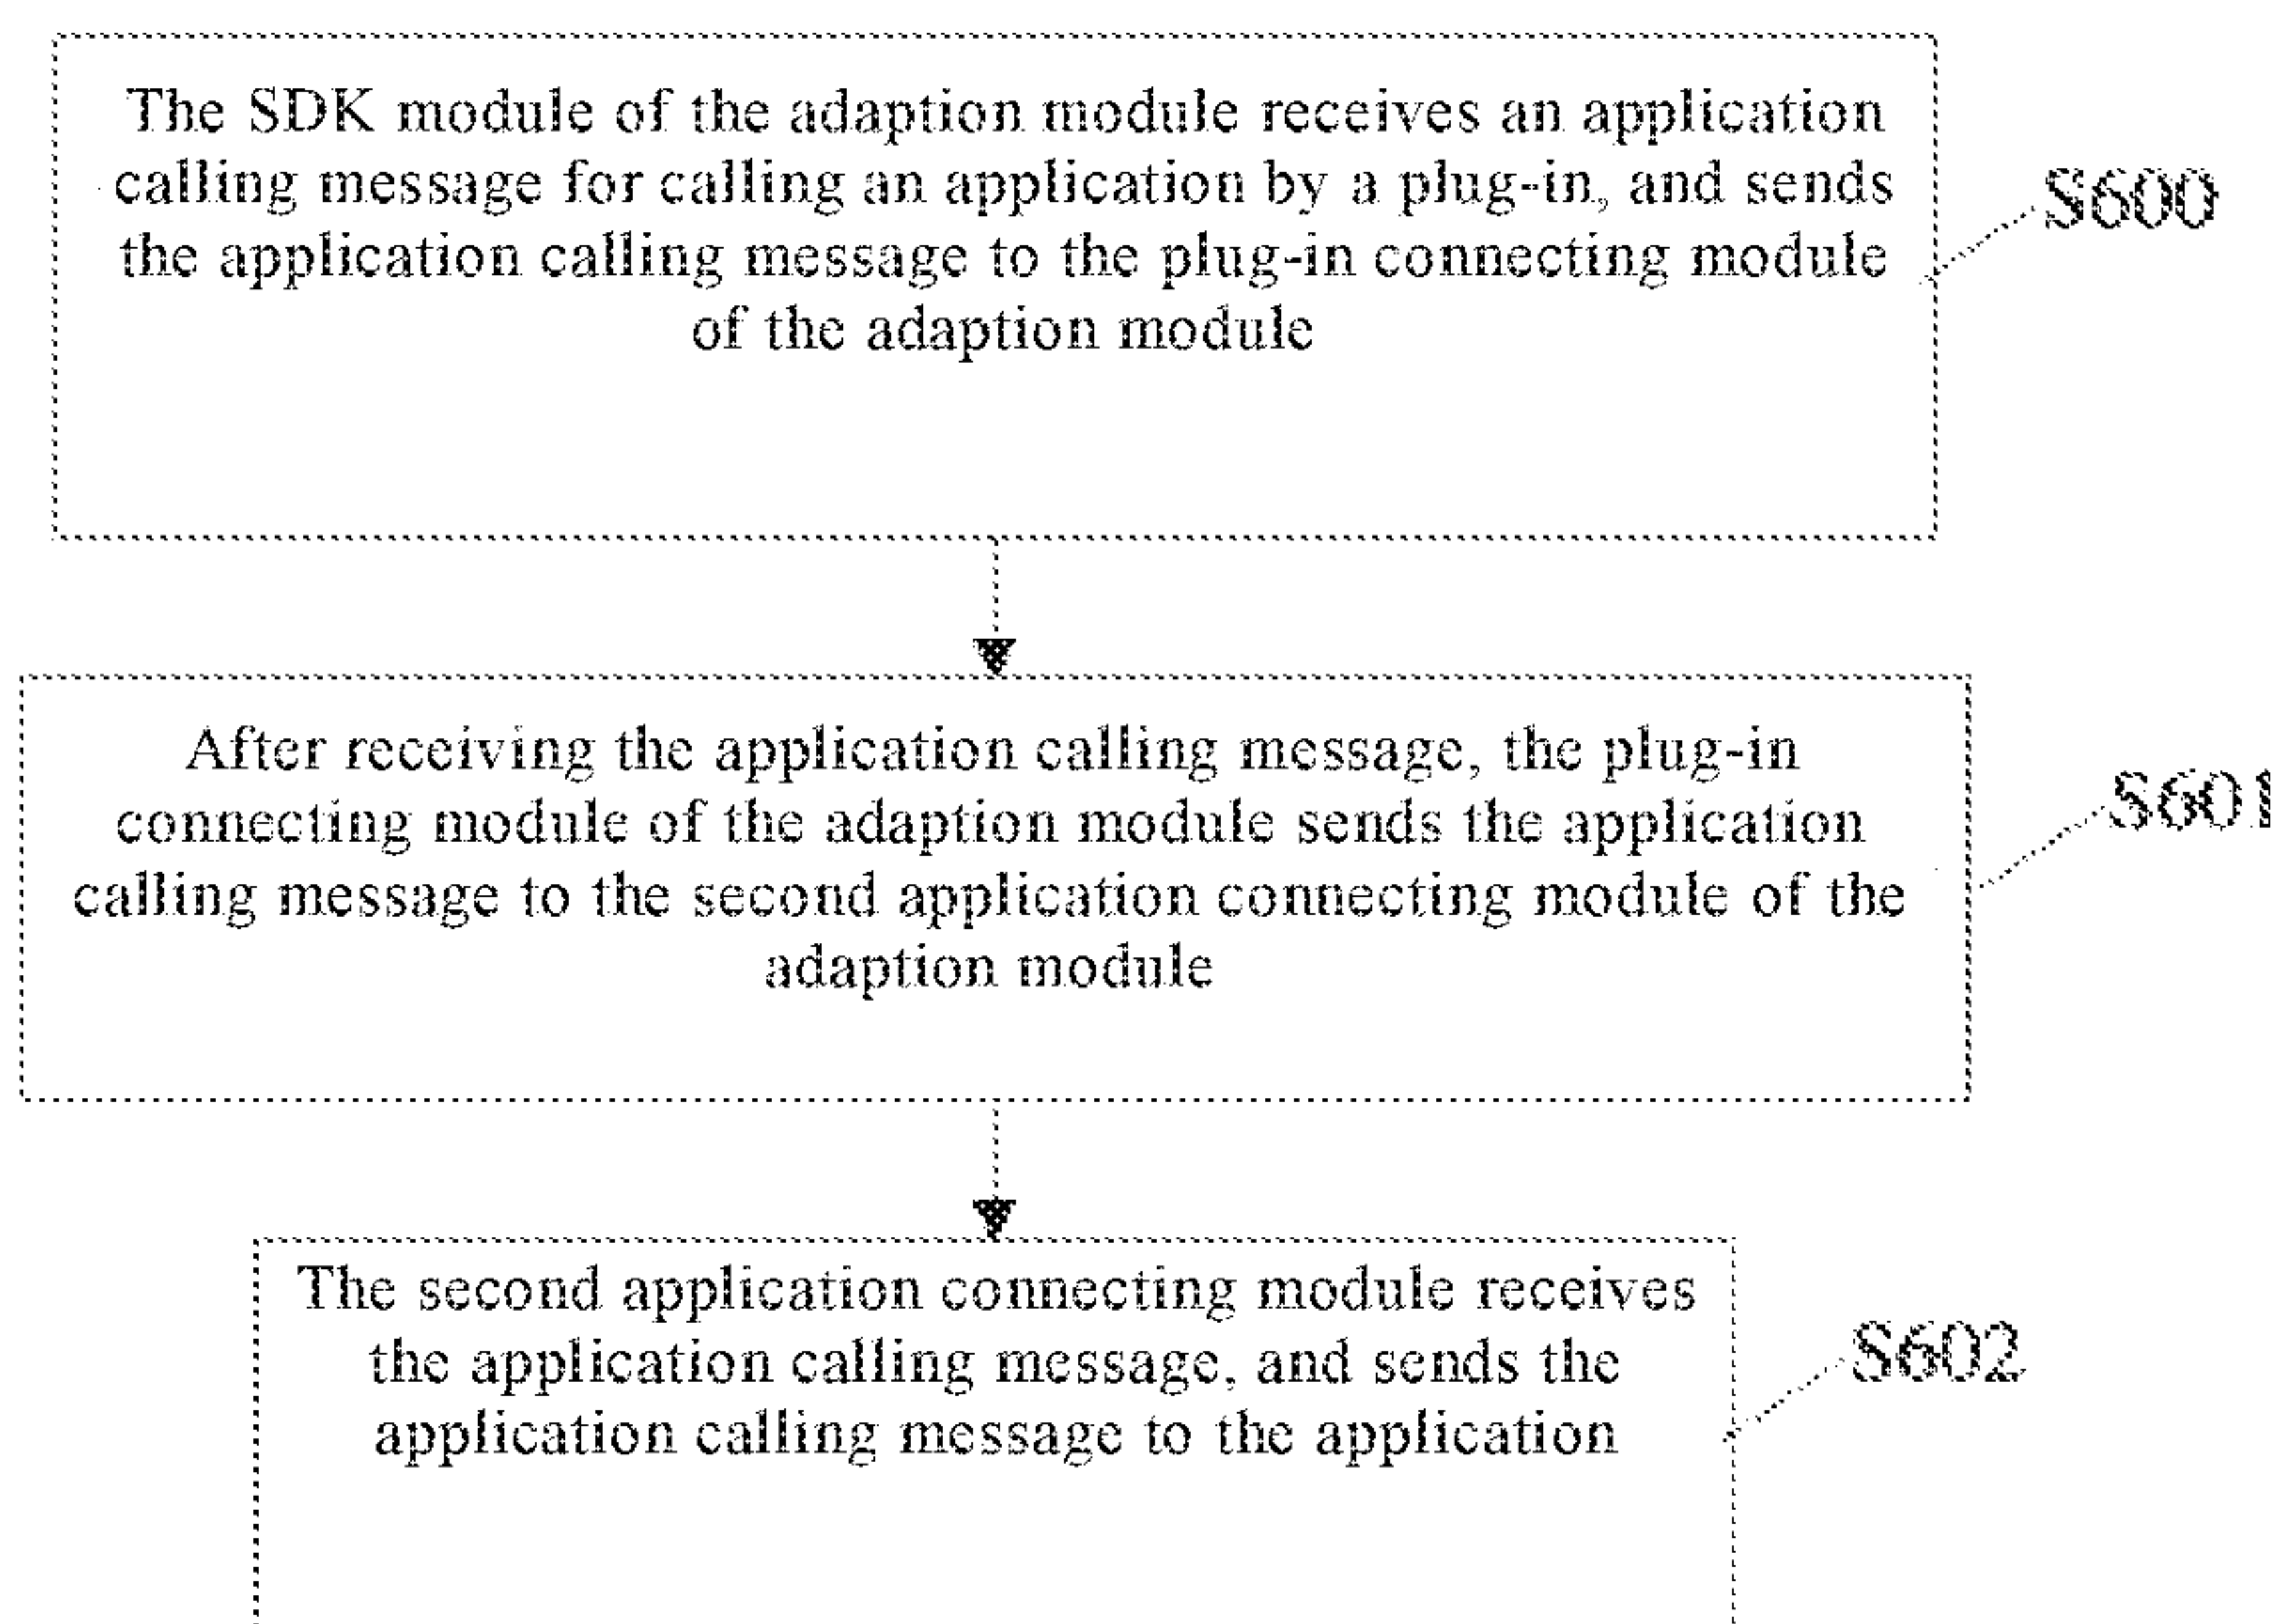 The SDK module of the adaption module receives an application
calling message for calling an application by a plug-in, and sends
the application calling message to the plug-in connecting module
of the adaption module
S600
After receiving the application calling message, the plug-in
connecting module of the adaption module sends the application
calling message to the second application connecting module of the
adaption module
S601
The second application connecting module receives
the application calling message, and sends the
application calling message to the application
S602